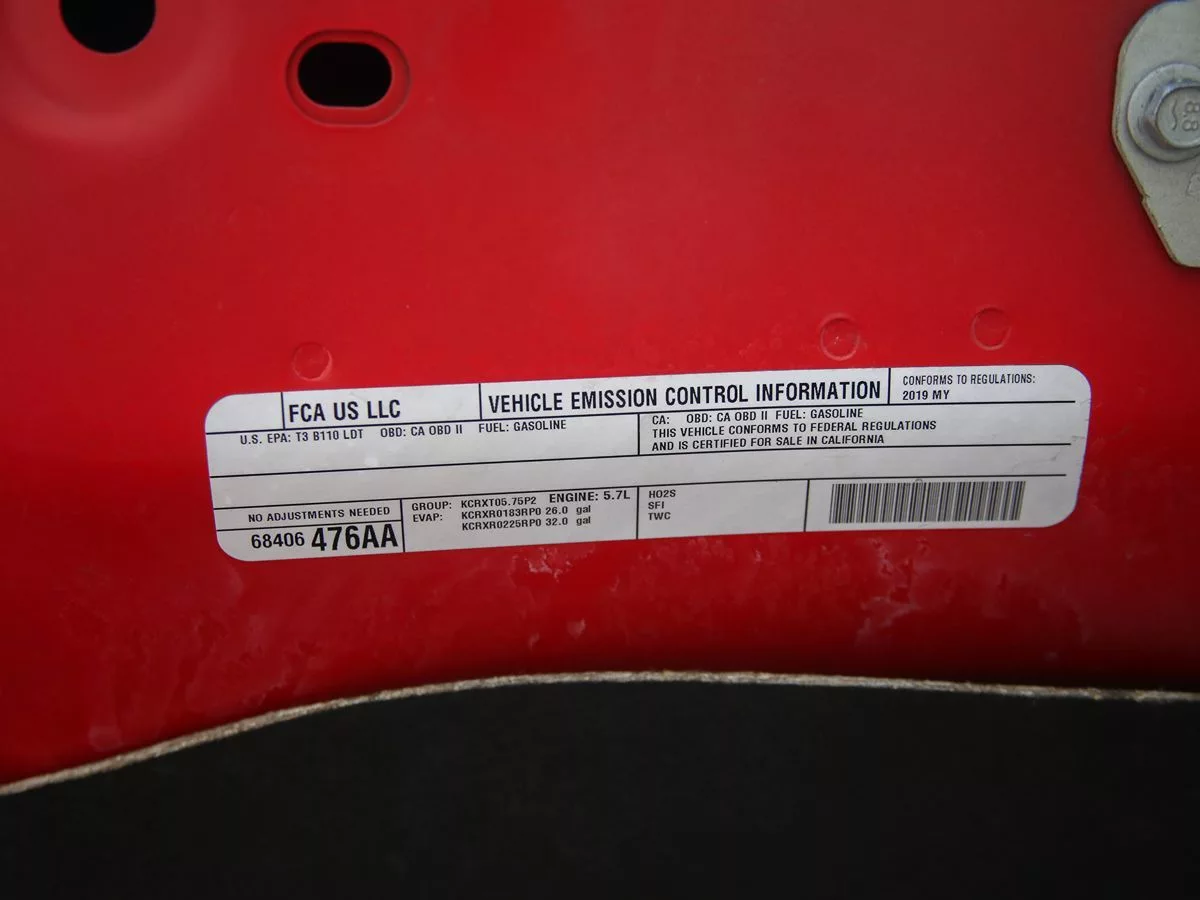 FCA US LLC
VEHICLE EMISSION CONTROL INFORMATION
CONFORMS TO REGULATIONS:
2019 MY
U.S. EPA: T3 B110 LDT OBD: CA OBD II FUEL: GASOLINE
CA: OBD: CA OBD II FUEL: GASOLINE
THIS VEHICLE CONFORMS TO FEDERAL REGULATIONS
AND IS CERTIFIED FOR SALE IN CALIFORNIA
NO ADJUSTMENTS NEEDED
68406 476AA
GROUP: KCRXT05.75P2 ENGINE: 5.7L
EVAP: KCRXR0183RP0 26.0 gal
KCRXR0225RP0 32.0 gal
HO2S
SFI
TWC
8.8